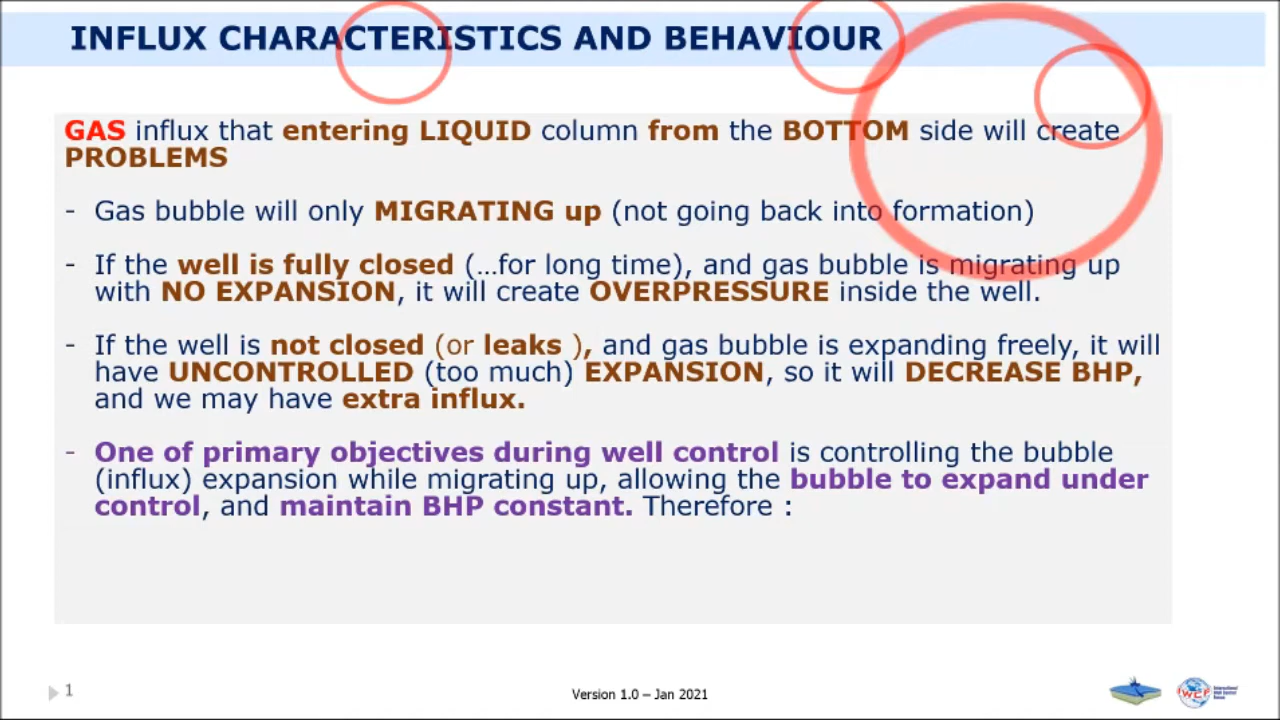 INFLUX CHARACTERISTICS AND BEHAVIOUR
GAS influx that entering LIQUID column from the BOTTOM side will create
PROBLEMS
- Gas bubble will only MIGRATING up (not going back into formation)
- If the well is fully closed (...for long time), and gas bubble is migrating up
with NO EXPANSION, it will create OVERPRESSURE inside the well.
- If the well is not closed (or leaks ), and gas bubble is expanding freely, it will
have UNCONTROLLED (too much) EXPANSION, so it will DECREASE BHP,
and we may have extra influx.
- One of primary objectives during well control is controlling the bubble
(influx) expansion while migrating up, allowing the bubble to expand under
control, and maintain BHP constant. Therefore :
1
Version 1.0 – Jan 2021
IWCF
International
Well Control
Forum